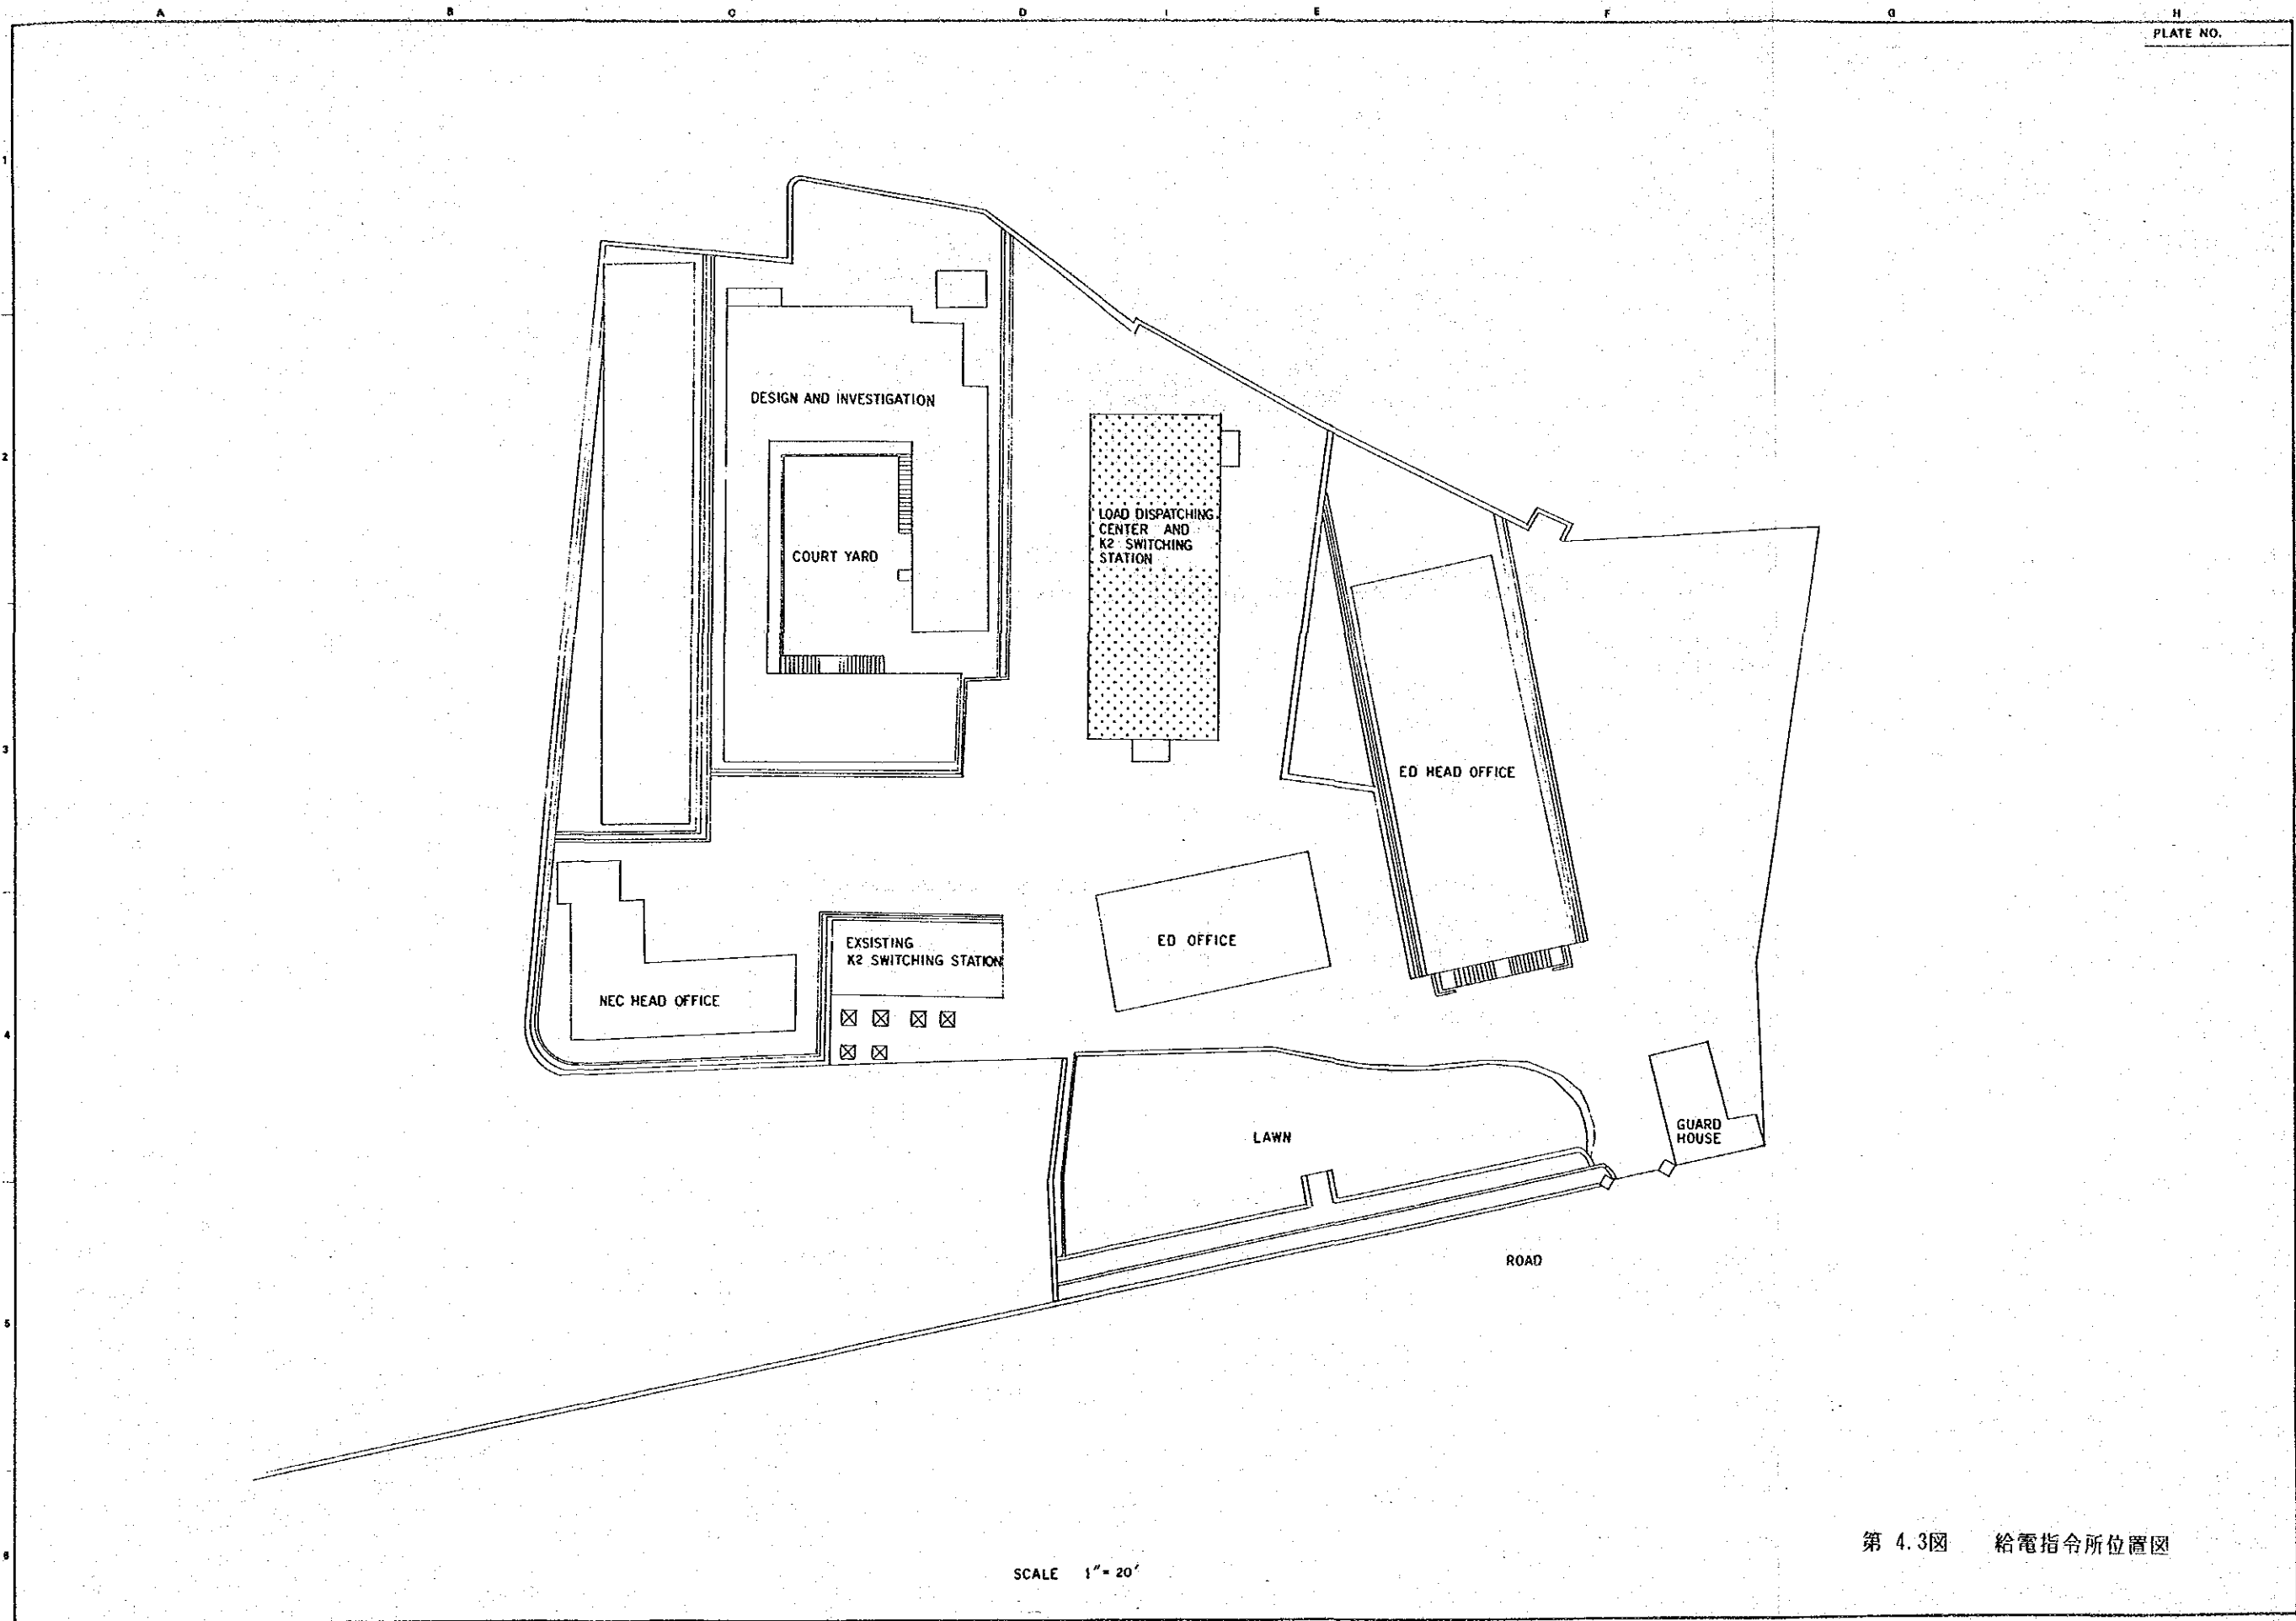 A B C D E F G H
PLATE NO.
1
DESIGN AND INVESTIGATION
2
LOAD DISPATCHING
CENTER AND
K2 SWITCHING
STATION
COURT YARD
3
ED HEAD OFFICE
EXSISTING
K2 SWITCHING STATION
ED OFFICE
NEC HEAD OFFICE
4
GUARD
HOUSE
LAWN
ROAD
5
第 4.3図 給電指令所位置図
6
SCALE 1"= 20'